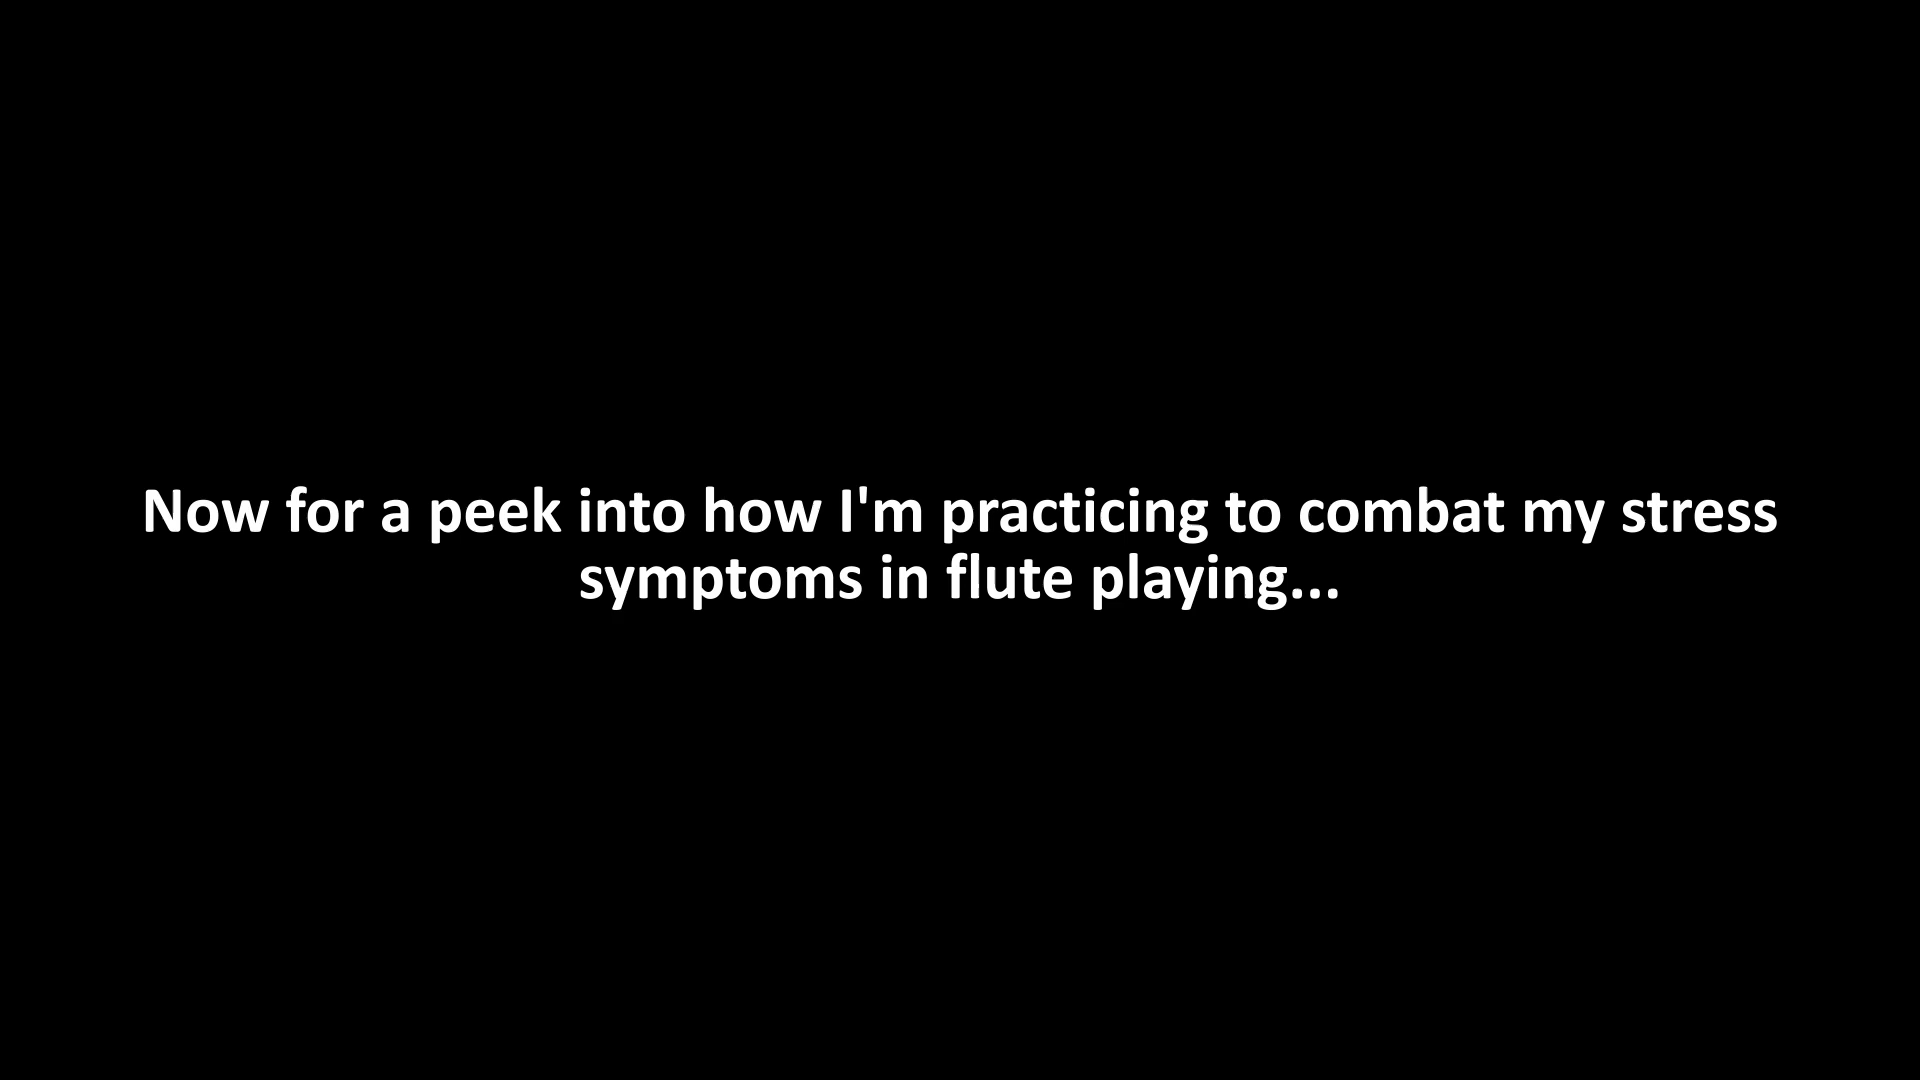 Now for a peek into how I'm practicing to combat my stress
symptoms in flute playing...